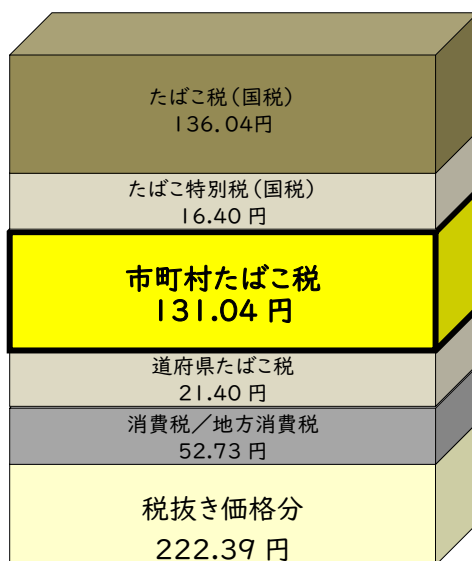 たばこ税（国税）
136.04円
たばこ特別税（国税）
16.40 円
市町村たばこ税
131.04 円
道府県たばこ税
21.40 円
消費税／地方消費税
52.73 円
税抜き価格分
222.39 円